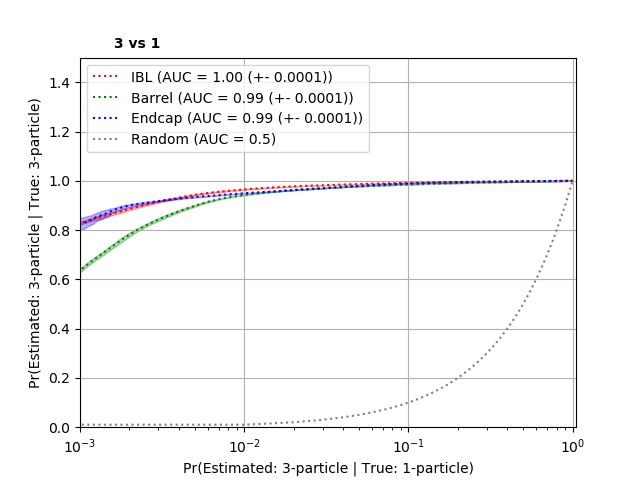 3 vs 1
IBL (AUC = 1.00 (+- 0.0001))
Barrel (AUC = 0.99 (+- 0.0001))
Endcap (AUC = 0.99 (+- 0.0001))
Random (AUC = 0.5)
Pr(Estimated: 3-particle | True: 3-particle)
1.4
1.2
1.0
0.8
0.6
0.4
0.2
0.0
10⁻³ 10⁻² 10⁻¹ 10⁰
Pr(Estimated: 3-particle | True: 1-particle)